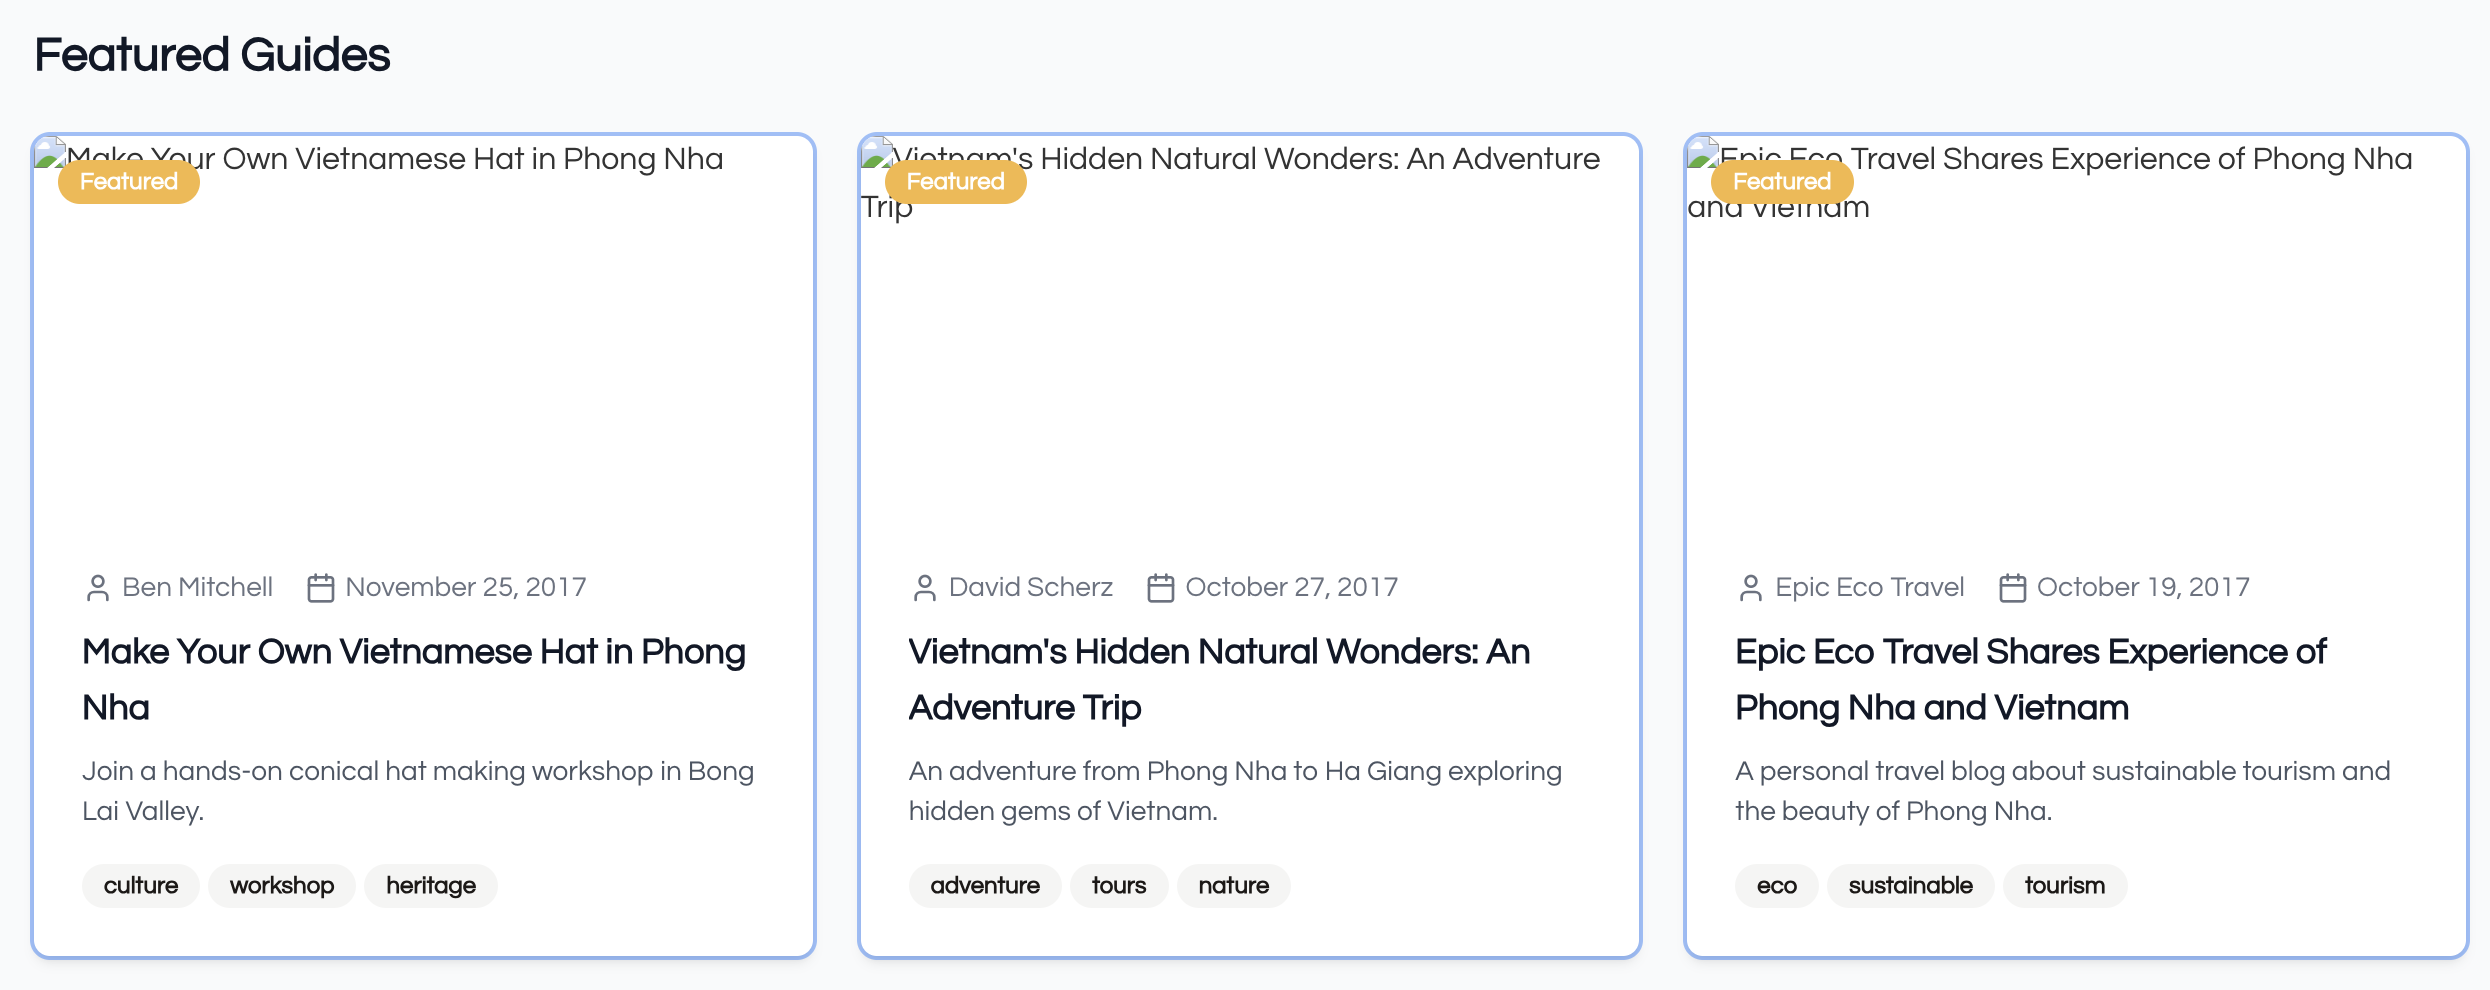 Featured Guides
Make Your Own Vietnamese Hat in Phong Nha
Featured
Ben Mitchell
November 25, 2017
Make Your Own Vietnamese Hat in Phong
Nha
Join a hands-on conical hat making workshop in Bong
Lai Valley.
culture
workshop
heritage
Vietnam's Hidden Natural Wonders: An Adventure
Trip
Featured
David Scherz
October 27, 2017
Vietnam's Hidden Natural Wonders: An
Adventure Trip
An adventure from Phong Nha to Ha Giang exploring
hidden gems of Vietnam.
adventure
tours
nature
Epic Eco Travel Shares Experience of Phong Nha
and Vietnam
Featured
Epic Eco Travel
October 19, 2017
Epic Eco Travel Shares Experience of
Phong Nha and Vietnam
A personal travel blog about sustainable tourism and
the beauty of Phong Nha.
eco
sustainable
tourism